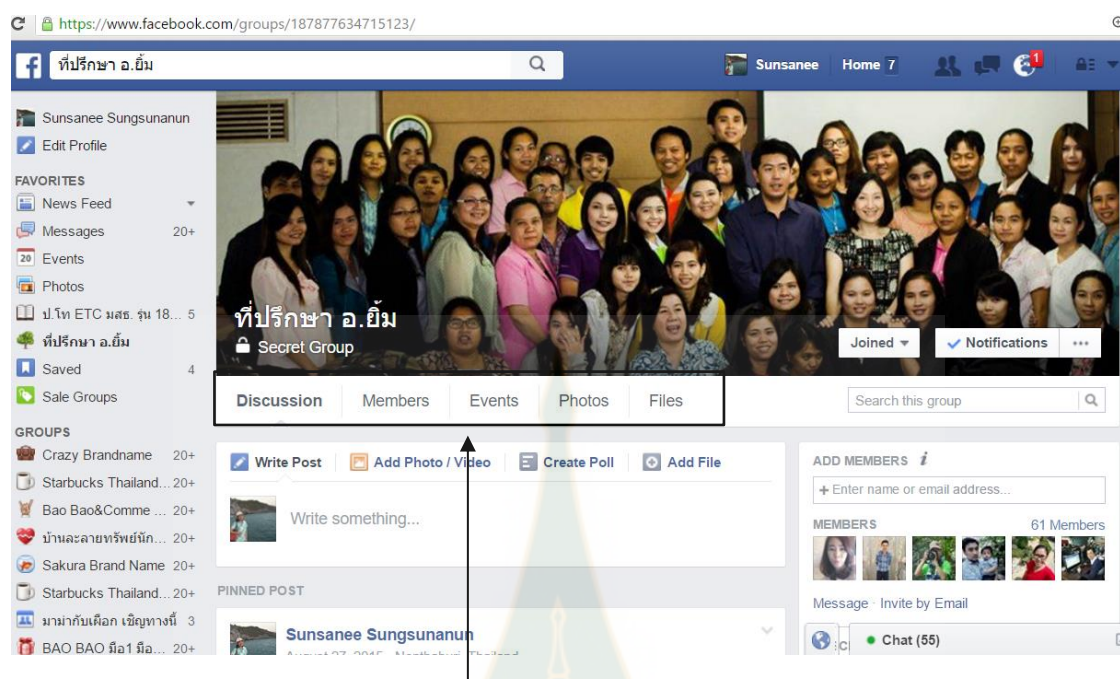 https://www.facebook.com/groups/187877634715123/
ที่ปรึกษา อ.ยิ้ม
Sunsanee Home 7
1
Sunsanee Sungsunanun
Edit Profile
FAVORITES
News Feed
Messages 20+
20 Events
Photos
ป.โท ETC มสธ. รุ่น 18... 5
ที่ปรึกษา อ.ยิ้ม
Saved 4
Sale Groups
GROUPS
Crazy Brandname 20+
Starbucks Thailand... 20+
Bao Bao&Comme ... 20+
บ้านละลายทรัพย์นัก... 20+
Sakura Brand Name 20+
Starbucks Thailand... 20+
มาม่ากับเผือก เชิญทางนี้ 3
BAO BAO มือ1 มือ... 20+
ที่ปรึกษา อ.ยิ้ม
Secret Group
Joined Notifications ...
Discussion Members Events Photos Files
Search this group
Write Post Add Photo / Video Create Poll Add File
Write something...
PINNED POST
Sunsanee Sungsunanun
August 27, 2015 · Nonthaburi, Thailand
ADD MEMBERS i
+ Enter name or email address...
MEMBERS 61 Members
Message · Invite by Email
Chat (55)